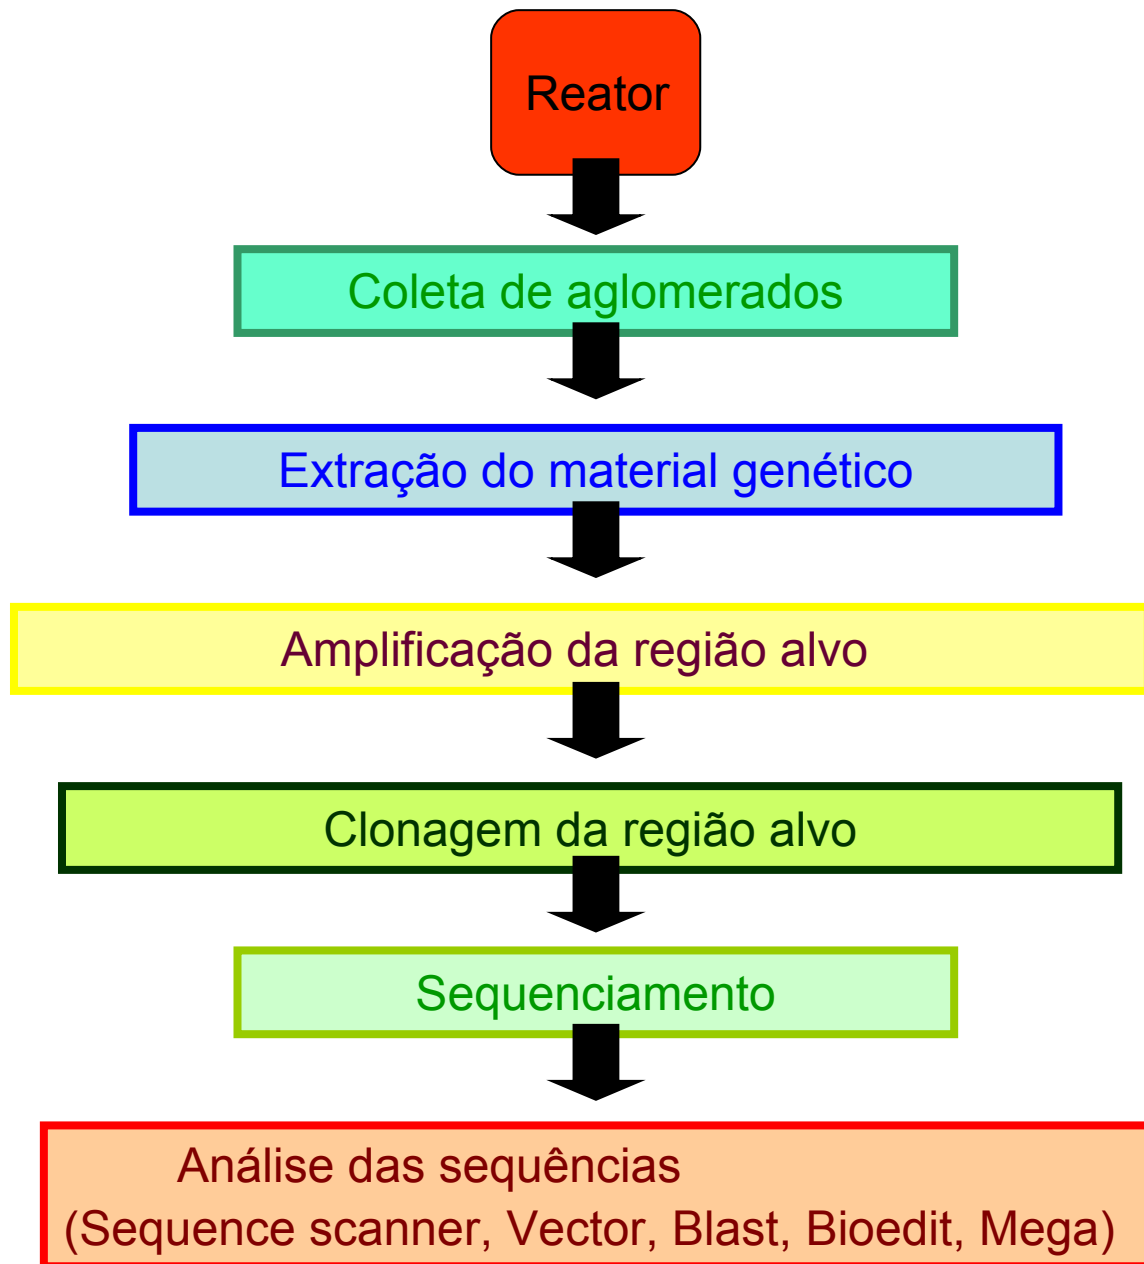 Reator
Coleta de aglomerados
Extração do material genético
Amplificação da região alvo
Clonagem da região alvo
Sequenciamento
Análise das sequências
(Sequence scanner, Vector, Blast, Bioedit, Mega)